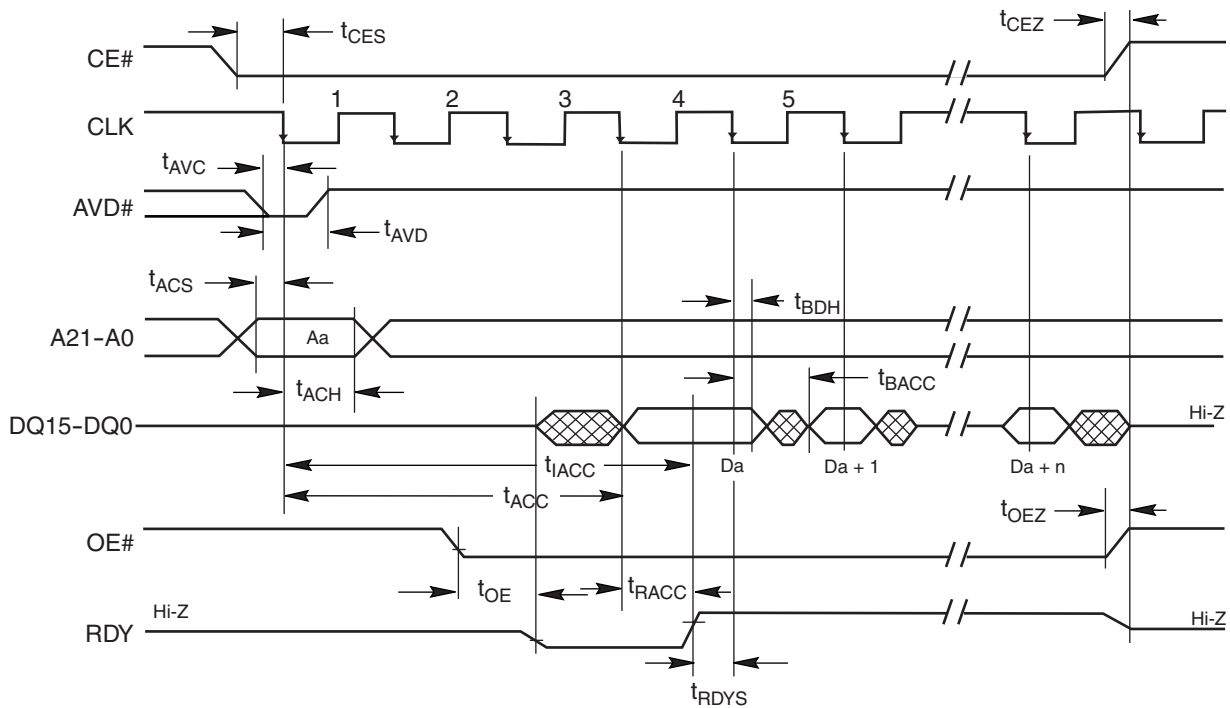 tCES
tCEZ
CE#
1 2 3 4 5
CLK
tAVC
AVD#
tAVD
tACS
tBDH
A21-A0
Aa
tACH
tBACC
DQ15-DQ0
Hi-Z
tIACC
Da
Da + 1
Da + n
tACC
tOEZ
OE#
tOE
tRACC
Hi-Z
Hi-Z
RDY
tRDYS